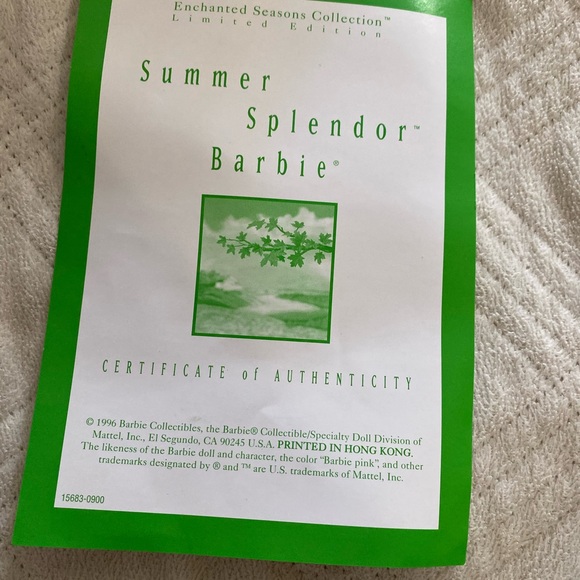 Enchanted Seasons Collection™
Limited Edition
Summer
Splendor™
Barbie®
CERTIFICATE of AUTHENTICITY
© 1996 Barbie Collectibles, the Barbie® Collectible/Specialty Doll Division of
Mattel, Inc., El Segundo, CA 90245 U.S.A. PRINTED IN HONG KONG.
The likeness of the Barbie doll and character, the color "Barbie pink", and other
trademarks designated by ® and ™ are U.S. trademarks of Mattel, Inc.
15683-0900